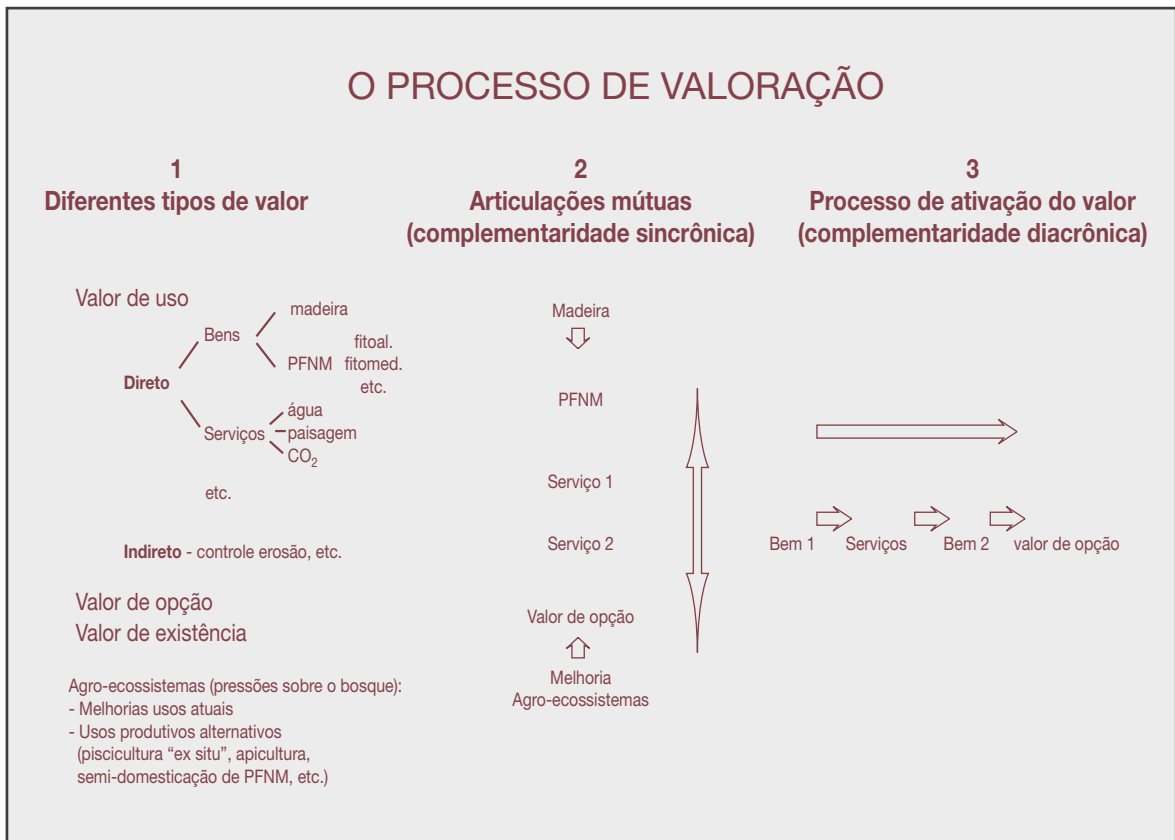 O PROCESSO DE VALORAÇÃO
1
Diferentes tipos de valor
Valor de uso
Direto
Bens
madeira
PFNM
fitoal.
fitomed.
etc.
Serviços
água
paisagem
CO₂
etc.
Indireto - controle erosão, etc.
Valor de opção
Valor de existência
Agro-ecossistemas (pressões sobre o bosque):
- Melhorias usos atuais
- Usos produtivos alternativos
(piscicultura “ex situ”, apicultura,
semi-domesticação de PFNM, etc.)
2
Articulações mútuas
(complementaridade sincrônica)
Madeira
PFNM
Serviço 1
Serviço 2
Valor de opção
Melhoria
Agro-ecossistemas
3
Processo de ativação do valor
(complementaridade diacrônica)
Bem 1 Serviços Bem 2 valor de opção